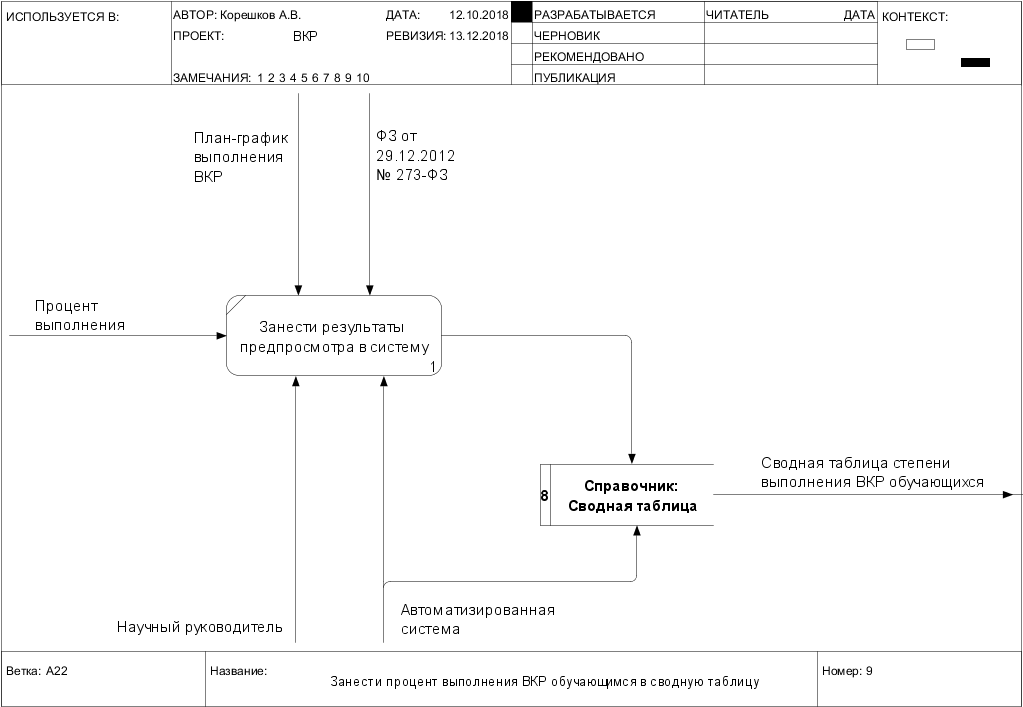 ИСПОЛЬЗУЕТСЯ В:
АВТОР: Корешков А.В.
ДАТА: 12.10.2018
РАЗРАБАТЫВАЕТСЯ
ЧИТАТЕЛЬ
ДАТА
КОНТЕКСТ:
ПРОЕКТ: ВКР
РЕВИЗИЯ: 13.12.2018
ЧЕРНОВИК
РЕКОМЕНДОВАНО
ЗАМЕЧАНИЯ: 1 2 3 4 5 6 7 8 9 10
ПУБЛИКАЦИЯ
План-график
выполнения
ВКР
ФЗ от
29.12.2012
№ 273-ФЗ
Процент
выполнения
Занести результаты
предпросмотра в систему
1
Сводная таблица степени
выполнения ВКР обучающихся
8
Справочник:
Сводная таблица
Автоматизированная
система
Научный руководитель
Ветка: A22
Название:
Занести процент выполнения ВКР обучающимся в сводную таблицу
Номер: 9